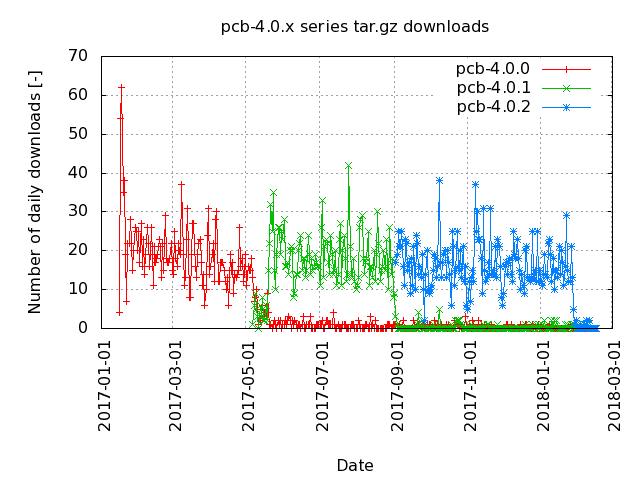 pcb-4.0.x series tar.gz downloads
Number of daily downloads [-]
70
60
50
40
30
20
10
0
pcb-4.0.0
pcb-4.0.1
pcb-4.0.2
2017-01-01
2017-03-01
2017-05-01
2017-07-01
2017-09-01
2017-11-01
2018-01-01
2018-03-01
Date